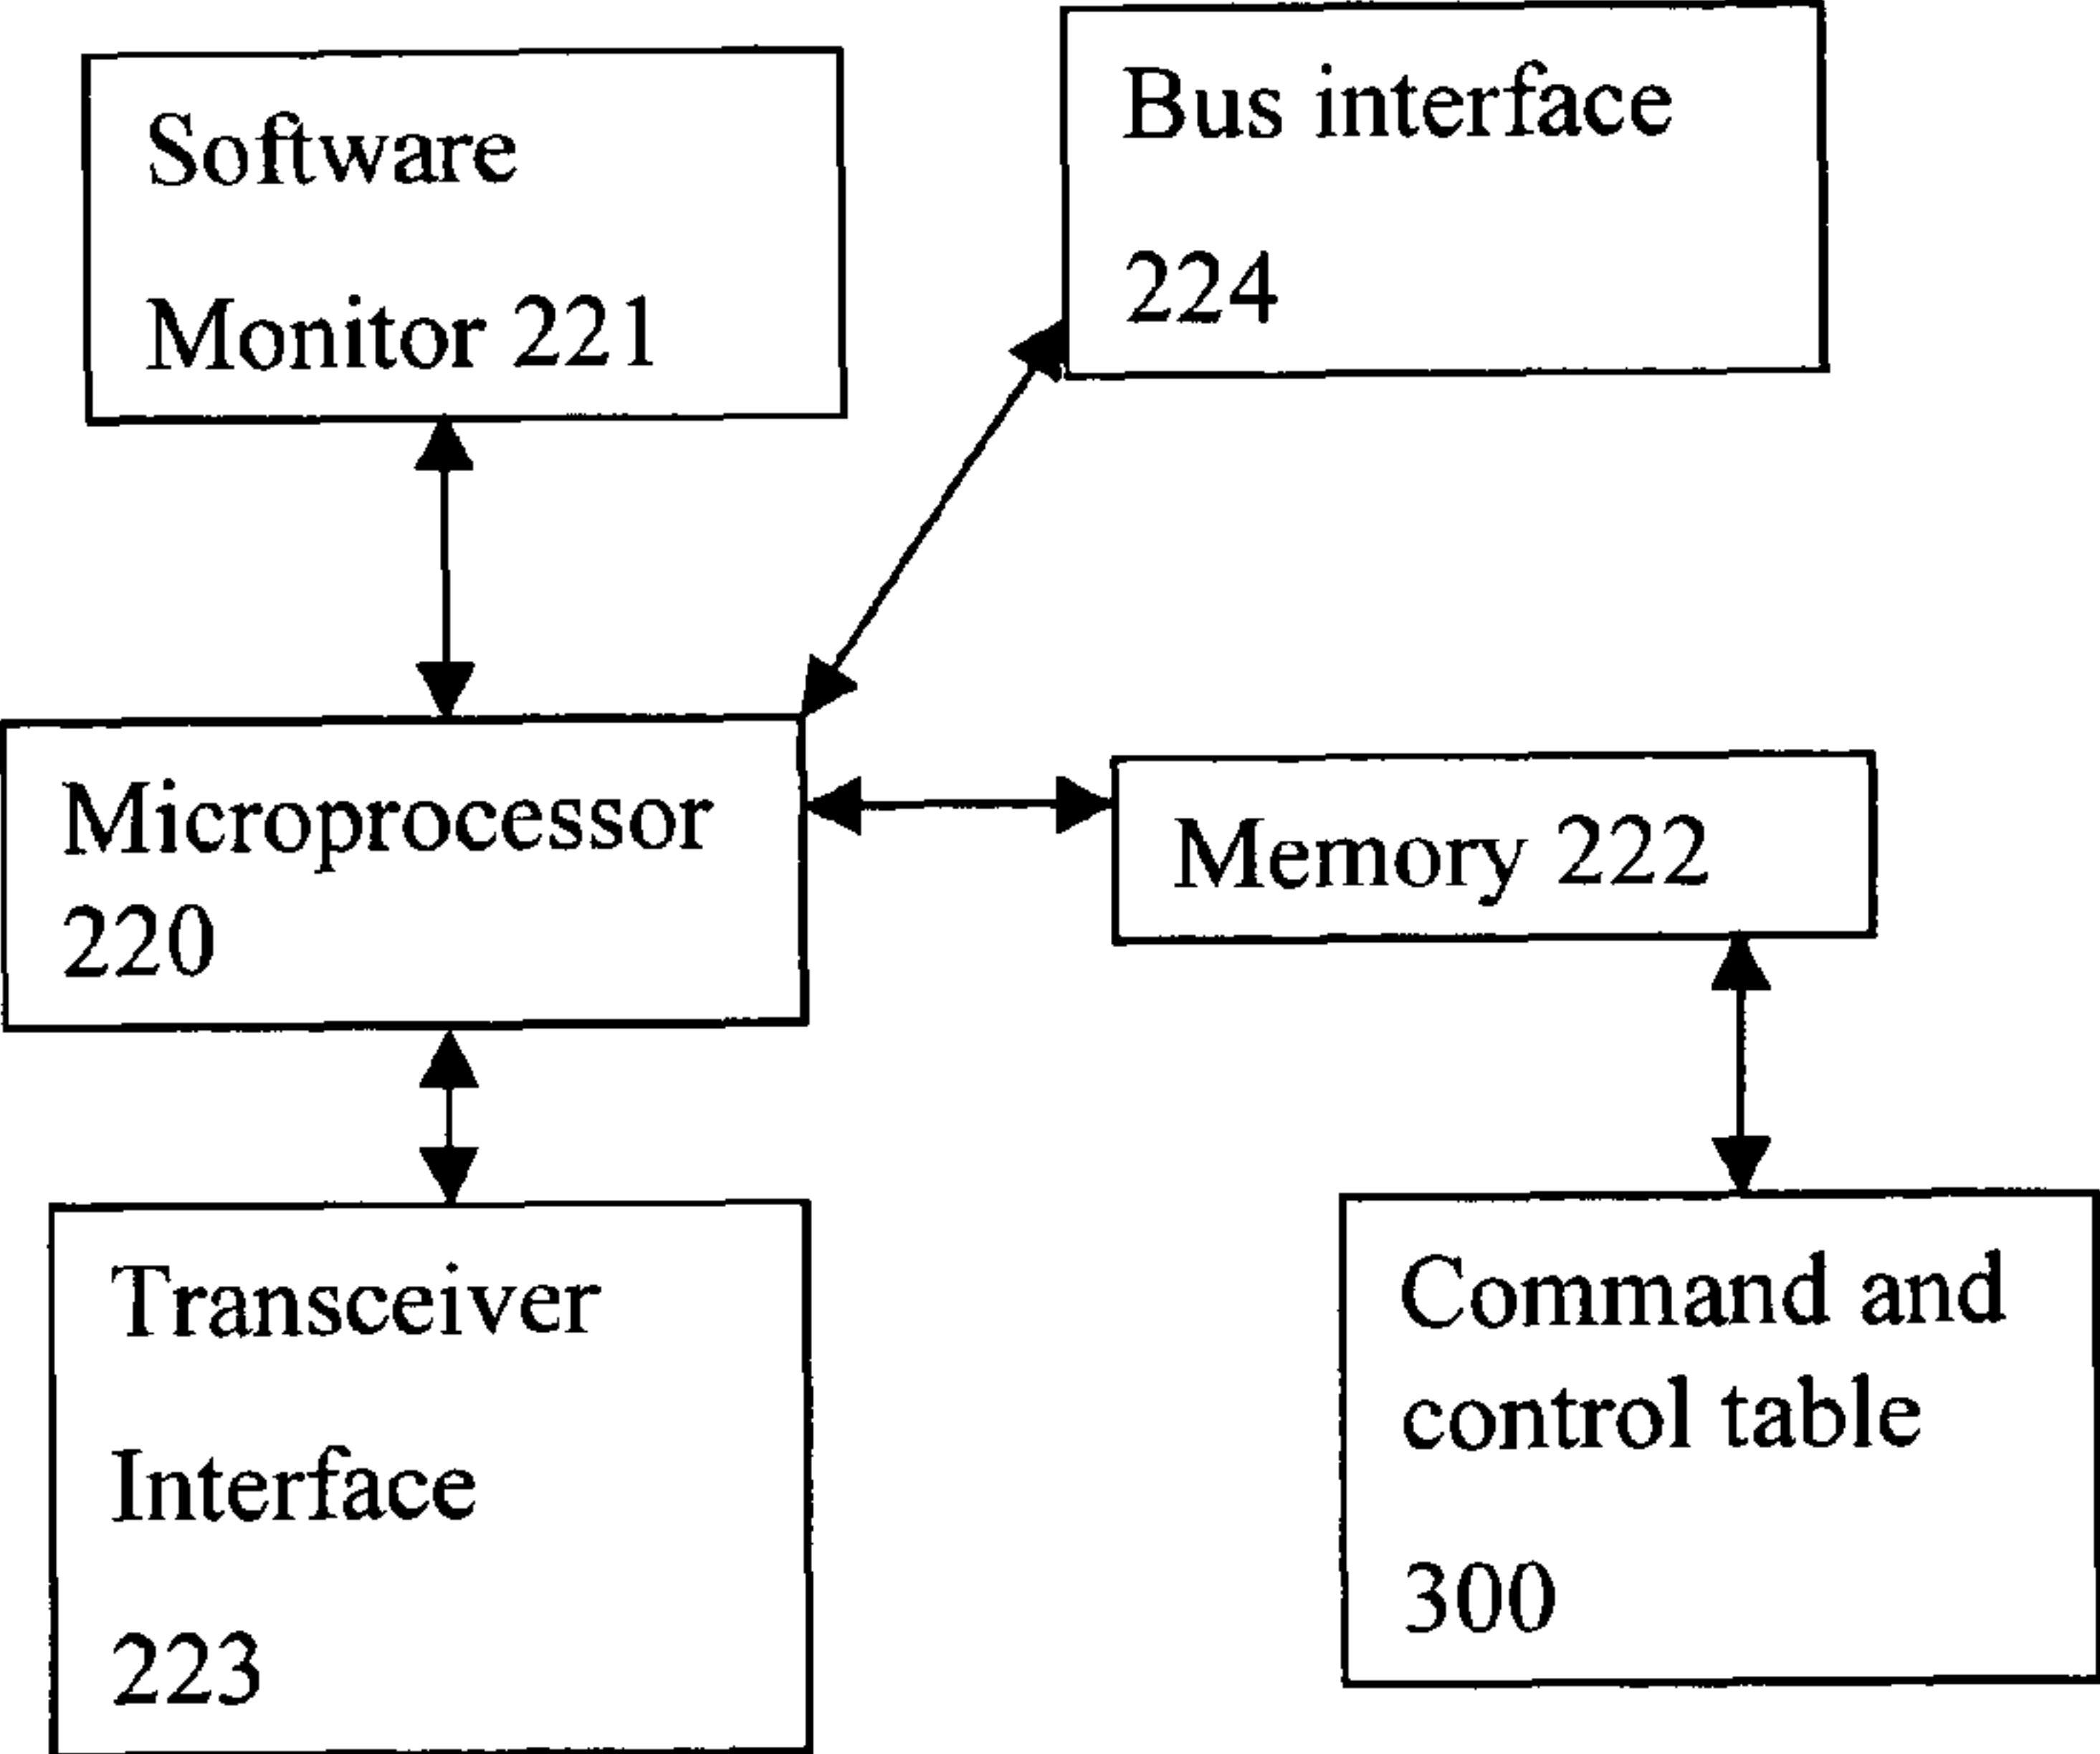 Software
Monitor 221
Bus interface
224
Microprocessor
220
Memory 222
Transceiver
Interface
223
Command and
control table
300